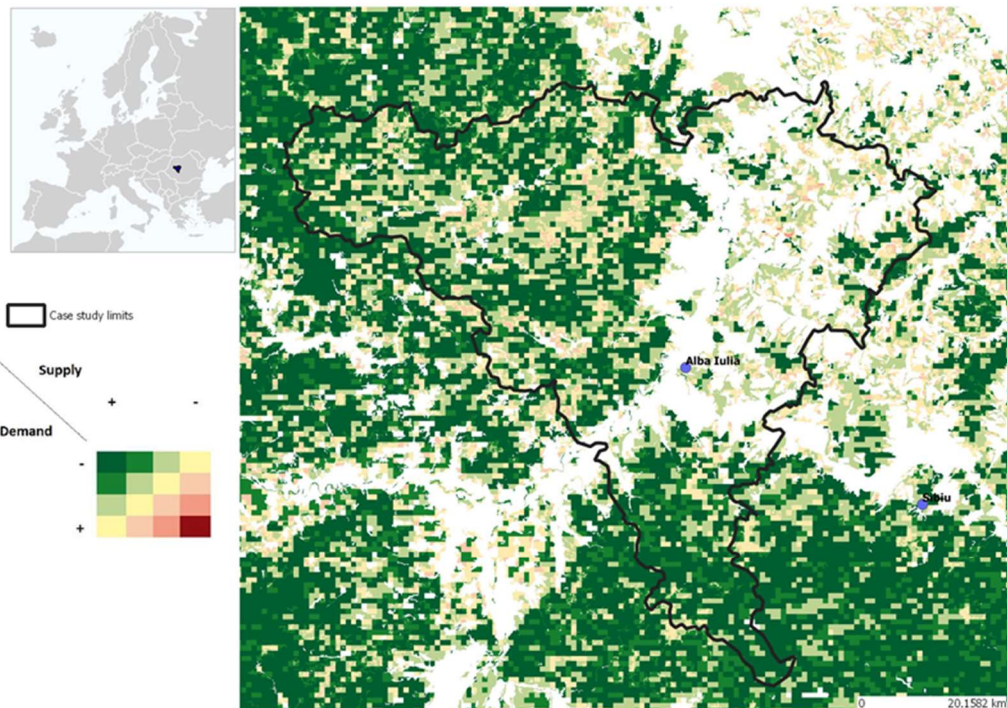 Case study limits
Supply
+ -
Demand
-
+
Alba Iulia
Sibiu
0 20.1582 km